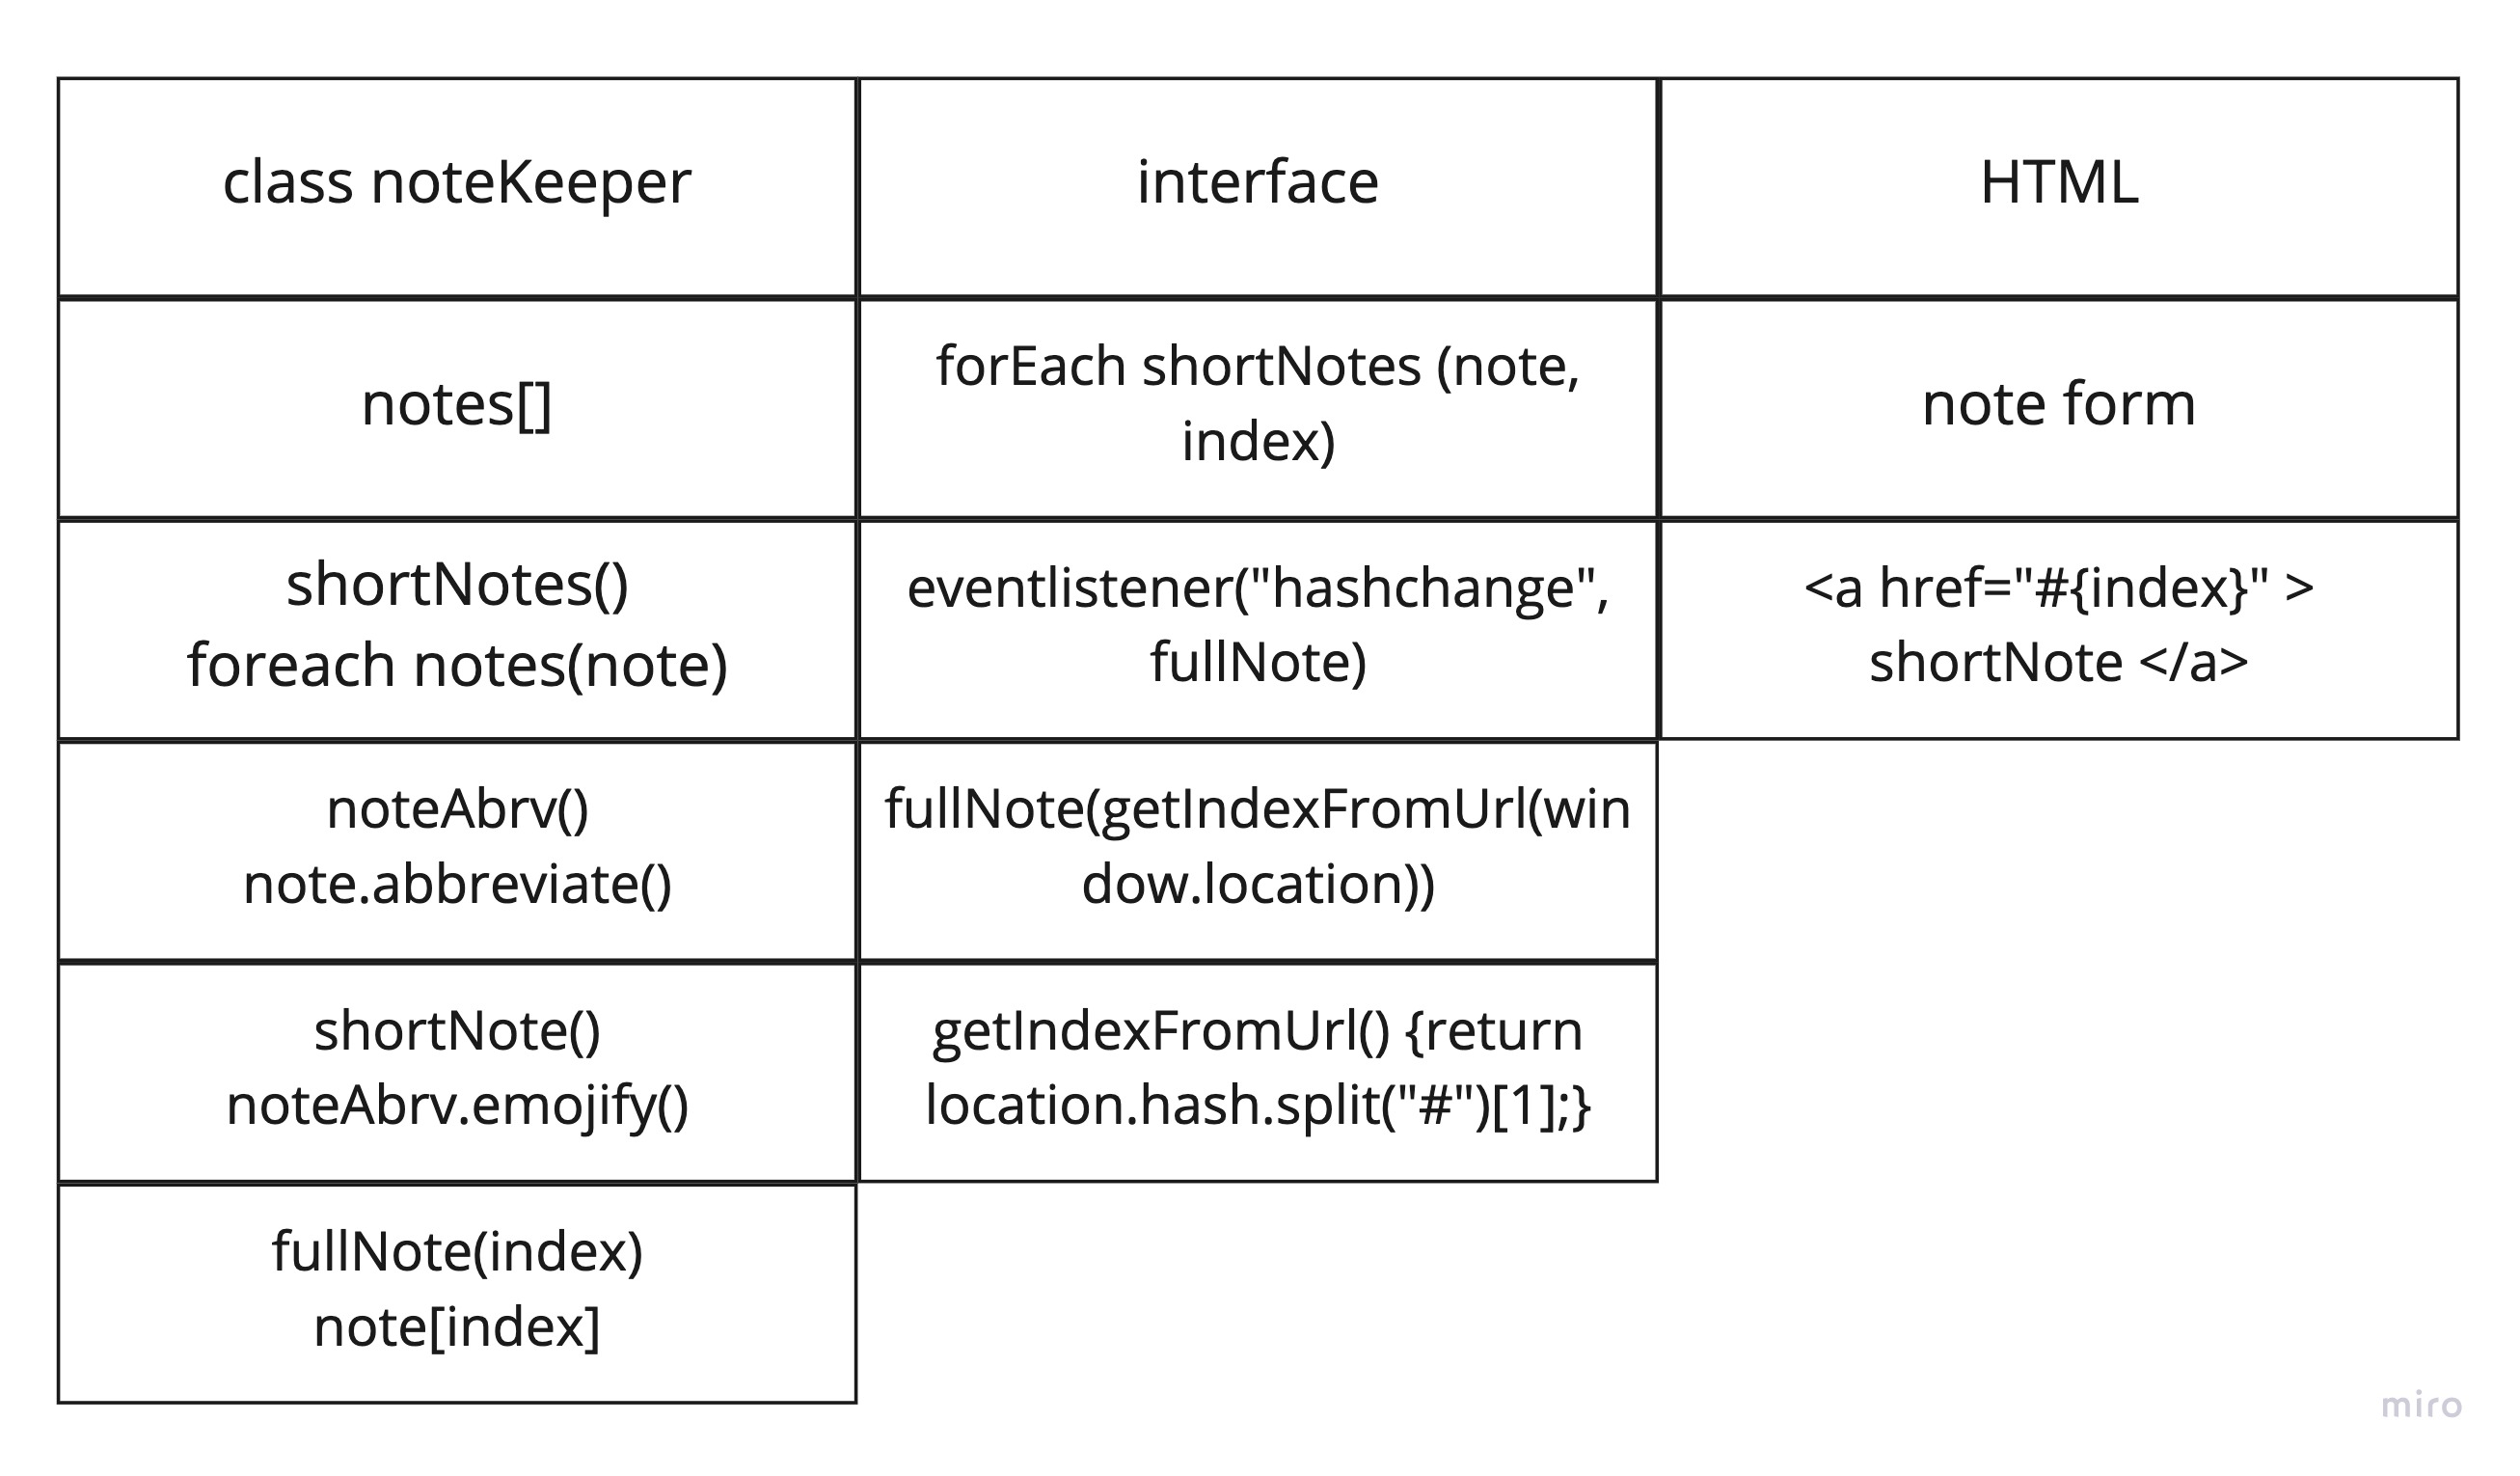 class noteKeeper
interface
HTML
notes[]
forEach shortNotes (note,
index)
note form
shortNotes()
foreach notes(note)
eventlistener("hashchange",
fullNote)
<a href="#{index}" >
shortNote </a>
noteAbrv()
note.abbreviate()
fullNote(getIndexFromUrl(win
dow.location))
shortNote()
noteAbrv.emojify()
getIndexFromUrl() {return
location.hash.split("#")[1];}
fullNote(index)
note[index]
miro